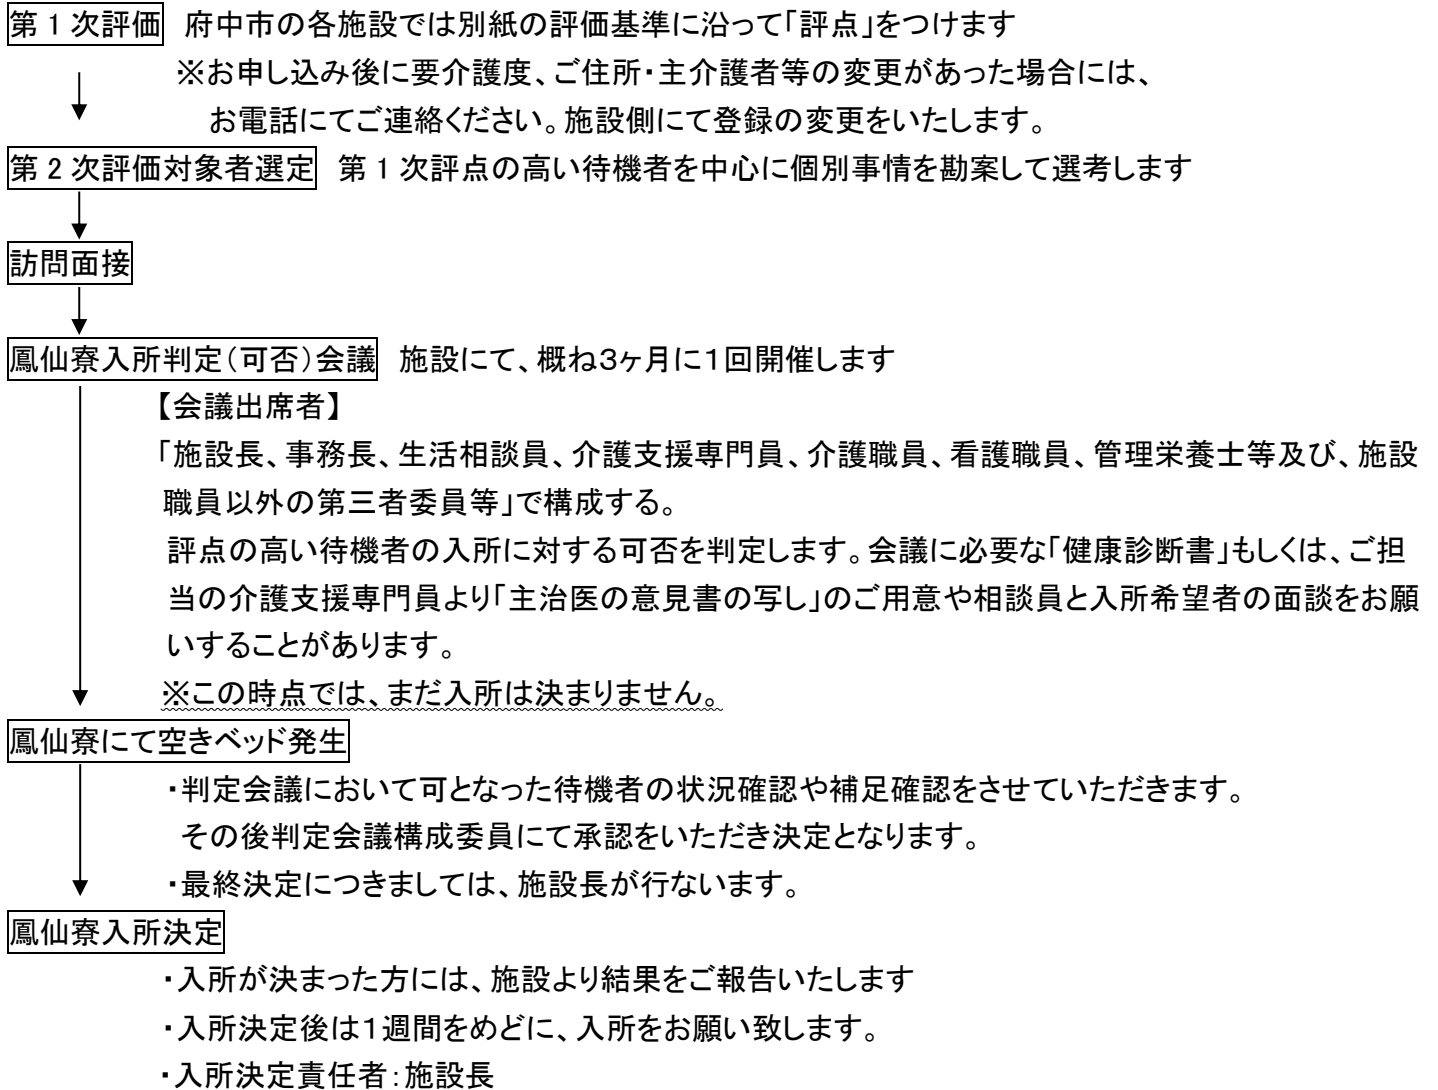 第1次評価 府中市の各施設では別紙の評価基準に沿って「評点」をつけます
※お申し込み後に要介護度、ご住所・主介護者等の変更があった場合には、
お電話にてご連絡ください。施設側にて登録の変更をいたします。
第2次評価対象者選定 第1次評点の高い待機者を中心に個別事情を勘案して選考します
訪問面接
鳳仙寮入所判定(可否)会議 施設にて、概ね3ヶ月に1回開催します
【会議出席者】
「施設長、事務長、生活相談員、介護支援専門員、介護職員、看護職員、管理栄養士等及び、施設
職員以外の第三者委員等」で構成する。
評点の高い待機者の入所に対する可否を判定します。会議に必要な「健康診断書」もしくは、ご担
当の介護支援専門員より「主治医の意見書の写し」のご用意や相談員と入所希望者の面談をお願
いすることがあります。
※この時点では、まだ入所は決まりません。
鳳仙寮にて空きベッド発生
・判定会議において可となった待機者の状況確認や補足確認をさせていただきます。
その後判定会議構成委員にて承認をいただき決定となります。
・最終決定につきましては、施設長が行ないます。
鳳仙寮入所決定
・入所が決まった方には、施設より結果をご報告いたします
・入所決定後は1週間をめどに、入所をお願い致します。
・入所決定責任者:施設長